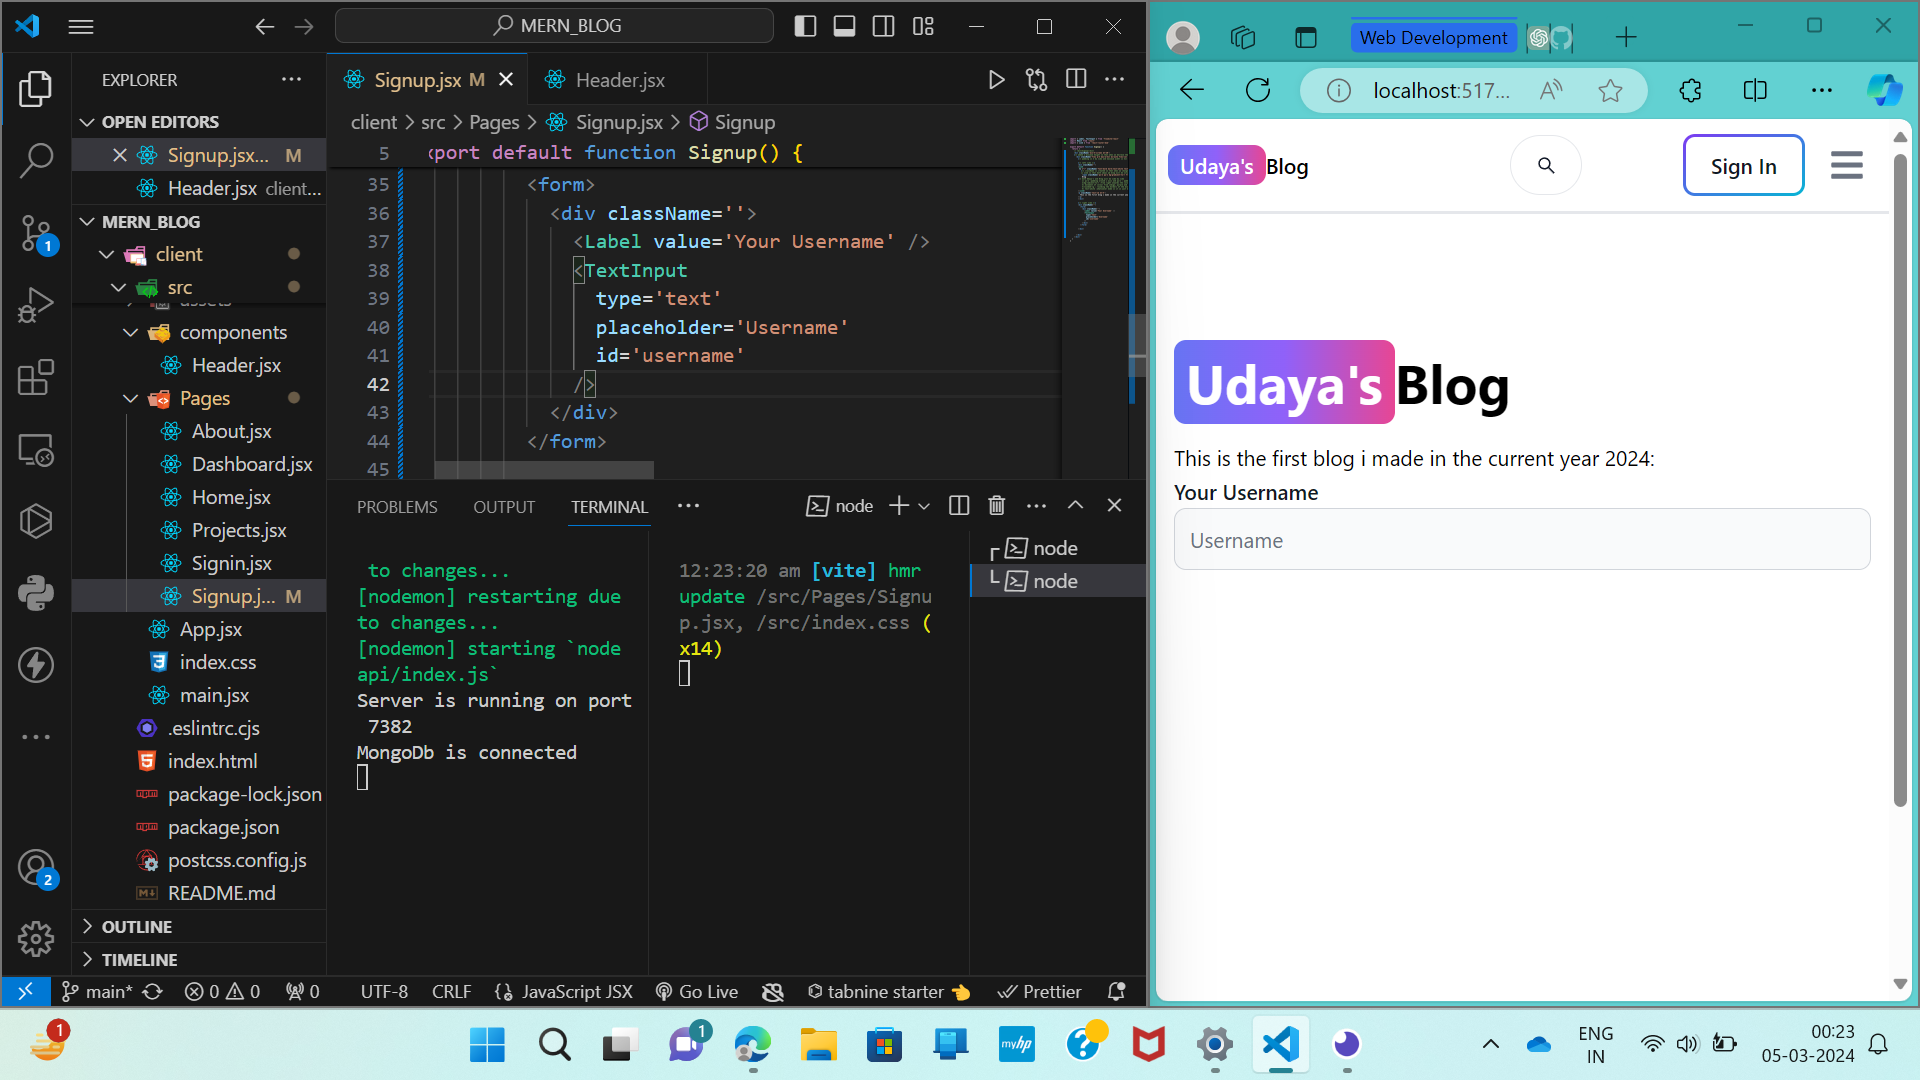 MERN_BLOG
EXPLORER
OPEN EDITORS
Signup.jsx... M
Header.jsx client...
MERN_BLOG
client
src
assets
components
Header.jsx
Pages
About.jsx
Dashboard.jsx
Home.jsx
Projects.jsx
Signin.jsx
Signup.j... M
App.jsx
index.css
main.jsx
.eslintrc.cjs
index.html
package-lock.json
package.json
postcss.config.js
README.md
OUTLINE
TIMELINE
1
2
Signup.jsx M
Header.jsx
client > src > Pages > Signup.jsx > Signup
5 xport default function Signup() {
35 <form>
36 <div className=''>
37 <Label value='Your Username' />
38 <TextInput
39 type='text'
40 placeholder='Username'
41 id='username'
42 />
43 </div>
44 </form>
45
PROBLEMS OUTPUT TERMINAL ... node
to changes...
[nodemon] restarting due
to changes...
[nodemon] starting `node
api/index.js`
Server is running on port
7382
MongoDb is connected
12:23:20 am [vite] hmr
update /src/Pages/Signu
p.jsx, /src/index.css (
x14)
node
node
main* 0 0 0 UTF-8 CRLF JavaScript JSX Go Live tabnine starter Prettier
Web Development
localhost:517...
Udaya's Blog
Sign In
Udaya's Blog
This is the first blog i made in the current year 2024:
Your Username
Username
1
1
myhp
ENG
IN
00:23
05-03-2024